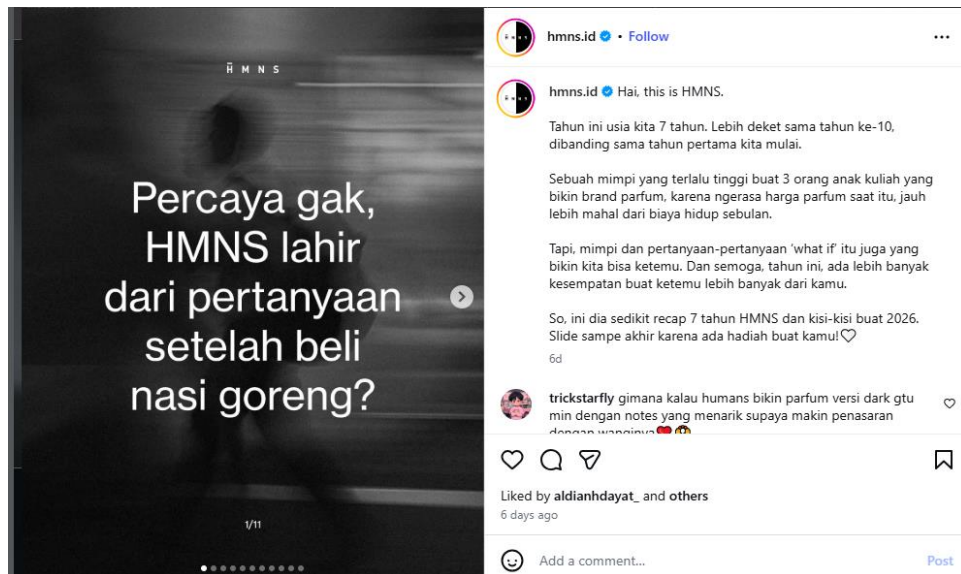 H M N S
Percaya gak,
HMNS lahir
dari pertanyaan
setelah beli
nasi goreng?
1/11
hmns.id • Follow
hmns.id Hai, this is HMNS.
Tahun ini usia kita 7 tahun. Lebih deket sama tahun ke-10,
dibanding sama tahun pertama kita mulai.
Sebuah mimpi yang terlalu tinggi buat 3 orang anak kuliah yang
bikin brand parfum, karena ngerasa harga parfum saat itu, jauh
lebih mahal dari biaya hidup sebulan.
Tapi, mimpi dan pertanyaan-pertanyaan ‘what if’ itu juga yang
bikin kita bisa ketemu. Dan semoga, tahun ini, ada lebih banyak
kesempatan buat ketemu lebih banyak dari kamu.
So, ini dia sedikit recap 7 tahun HMNS dan kisi-kisi buat 2026.
Slide sampe akhir karena ada hadiah buat kamu!♡
6d
trickstarfly gimana kalau humans bikin parfum versi dark gtu
min dengan notes yang menarik supaya makin penasaran
dengan wanginya
Liked by aldianhdayat_ and others
6 days ago
Add a comment...
Post